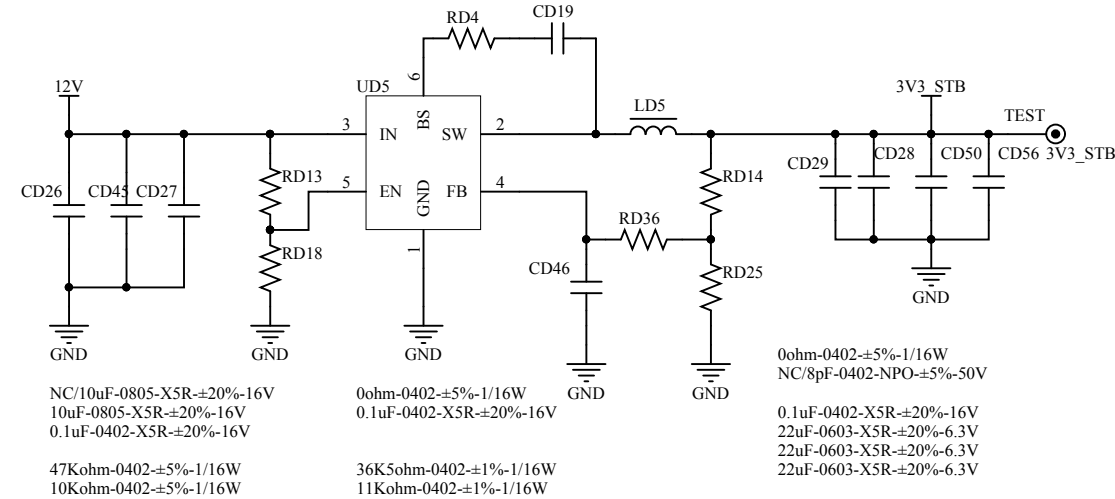 RD4
CD19
12V
UD5
6
BS
3
IN
SW
2
LD5
3V3_STB
TEST
3V3_STB
CD26
CD45
CD27
RD13
5
EN
GND
FB
4
RD14
CD29
CD28
CD50
CD56
RD18
1
RD36
CD46
RD25
GND
GND
GND
GND
GND
GND
NC/10uF-0805-X5R-±20%-16V
10uF-0805-X5R-±20%-16V
0.1uF-0402-X5R-±20%-16V
47Kohm-0402-±5%-1/16W
10Kohm-0402-±5%-1/16W
0ohm-0402-±5%-1/16W
0.1uF-0402-X5R-±20%-16V
36K5ohm-0402-±1%-1/16W
11Kohm-0402-±1%-1/16W
0ohm-0402-±5%-1/16W
NC/8pF-0402-NPO-±5%-50V
0.1uF-0402-X5R-±20%-16V
22uF-0603-X5R-±20%-6.3V
22uF-0603-X5R-±20%-6.3V
22uF-0603-X5R-±20%-6.3V